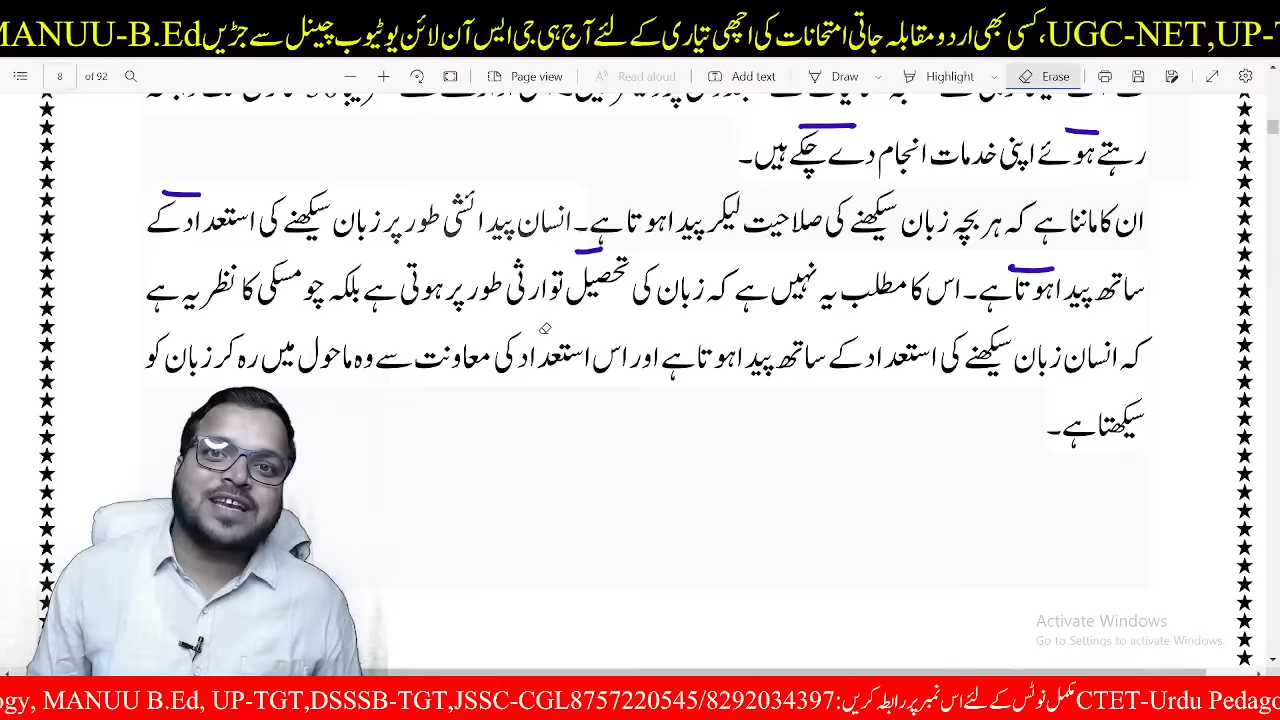 MANUU-B.Ed کسی بھی اردو مقابلہ جاتی امتحانات کی اچھی تیاری کے لئے آج ہی جی ایس آن لائن یوٹیوب چینل سے جڑیں UGC-NET,UP-T،
8 of 92 Page view Read aloud Add text Draw Highlight Erase
رہتے ہوئے اپنی خدمات انجام دے چکے ہیں۔
ان کا ماننا ہے کہ ہر بچہ زبان سیکھنے کی صلاحیت لیکر پیدا ہوتا ہے۔ انسان پیدائشی طور پر زبان سیکھنے کی استعداد کے
ساتھ پیدا ہوتا ہے۔ اس کا مطلب یہ نہیں ہے کہ زبان کی تحصیل توارثی طور پر ہوتی ہے بلکہ چومسکی کا نظریہ ہے
کہ انسان زبان سیکھنے کی استعداد کے ساتھ پیدا ہوتا ہے اور اس استعداد کی معاونت سے وہ ماحول میں رہ کر زبان کو
سیکھتا ہے۔
Activate Windows
Go to Settings to activate Windows.
ogy, MANUU B.Ed, UP-TGT,DSSSB-TGT,JSSC-CGL8757220545/8292034397:مکمل نوٹس کے لئے اس نمبر پر رابطہ کریں CTET-Urdu Pedago